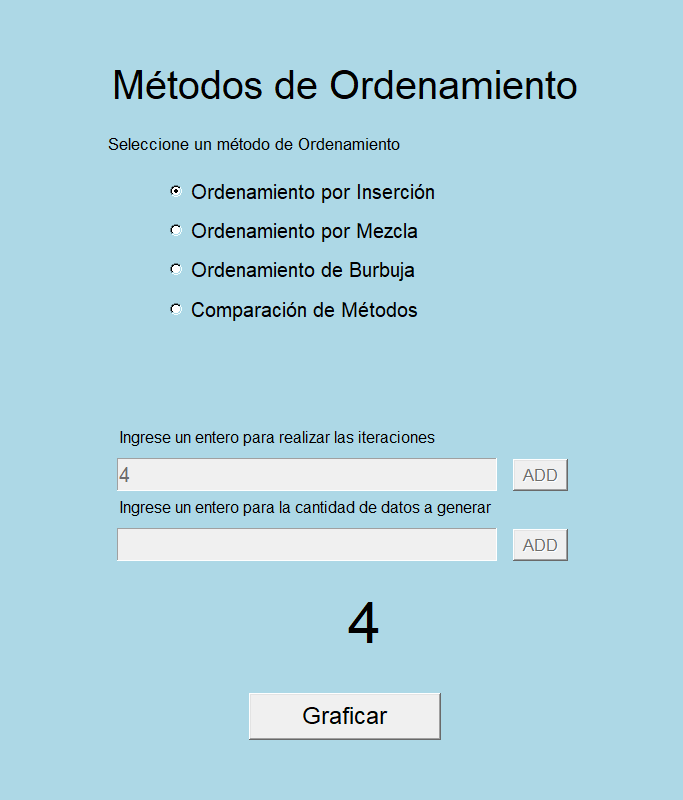 Métodos de Ordenamiento
Seleccione un método de Ordenamiento
Ordenamiento por Inserción
Ordenamiento por Mezcla
Ordenamiento de Burbuja
Comparación de Métodos
Ingrese un entero para realizar las iteraciones
4 ADD
Ingrese un entero para la cantidad de datos a generar
ADD
4
Graficar